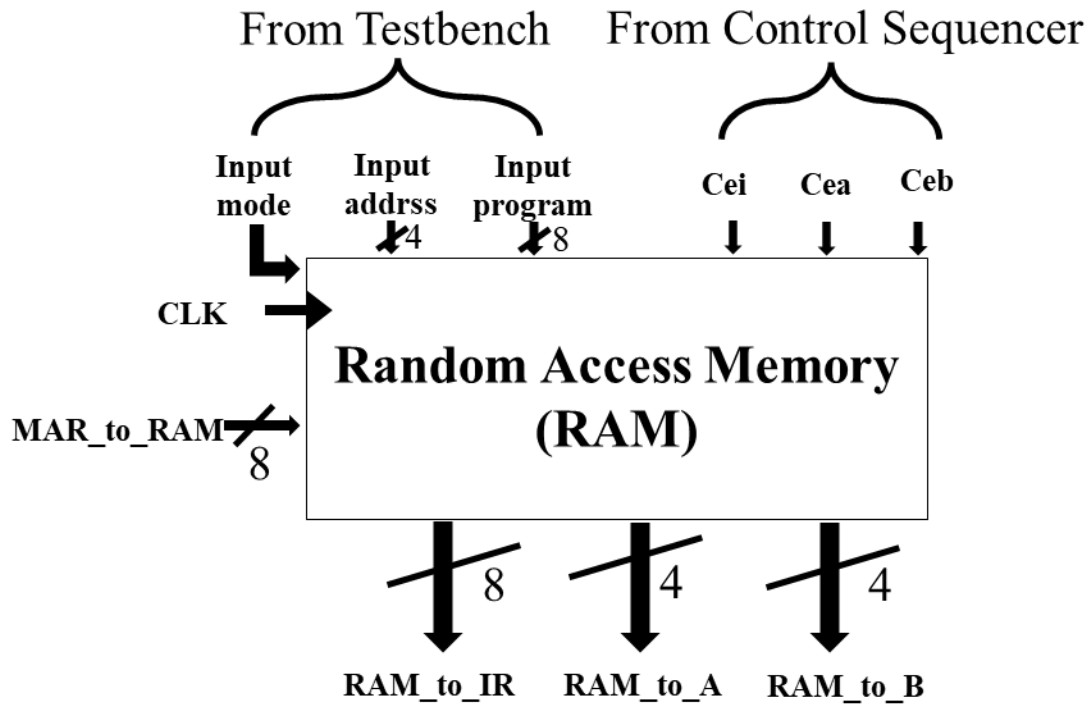 From Testbench
From Control Sequencer
Input
mode
Input
addrss
Input
program
Cei
Cea
Ceb
4
8
CLK
Random Access Memory
(RAM)
MAR_to_RAM
8
8
4
4
RAM_to_IR
RAM_to_A
RAM_to_B